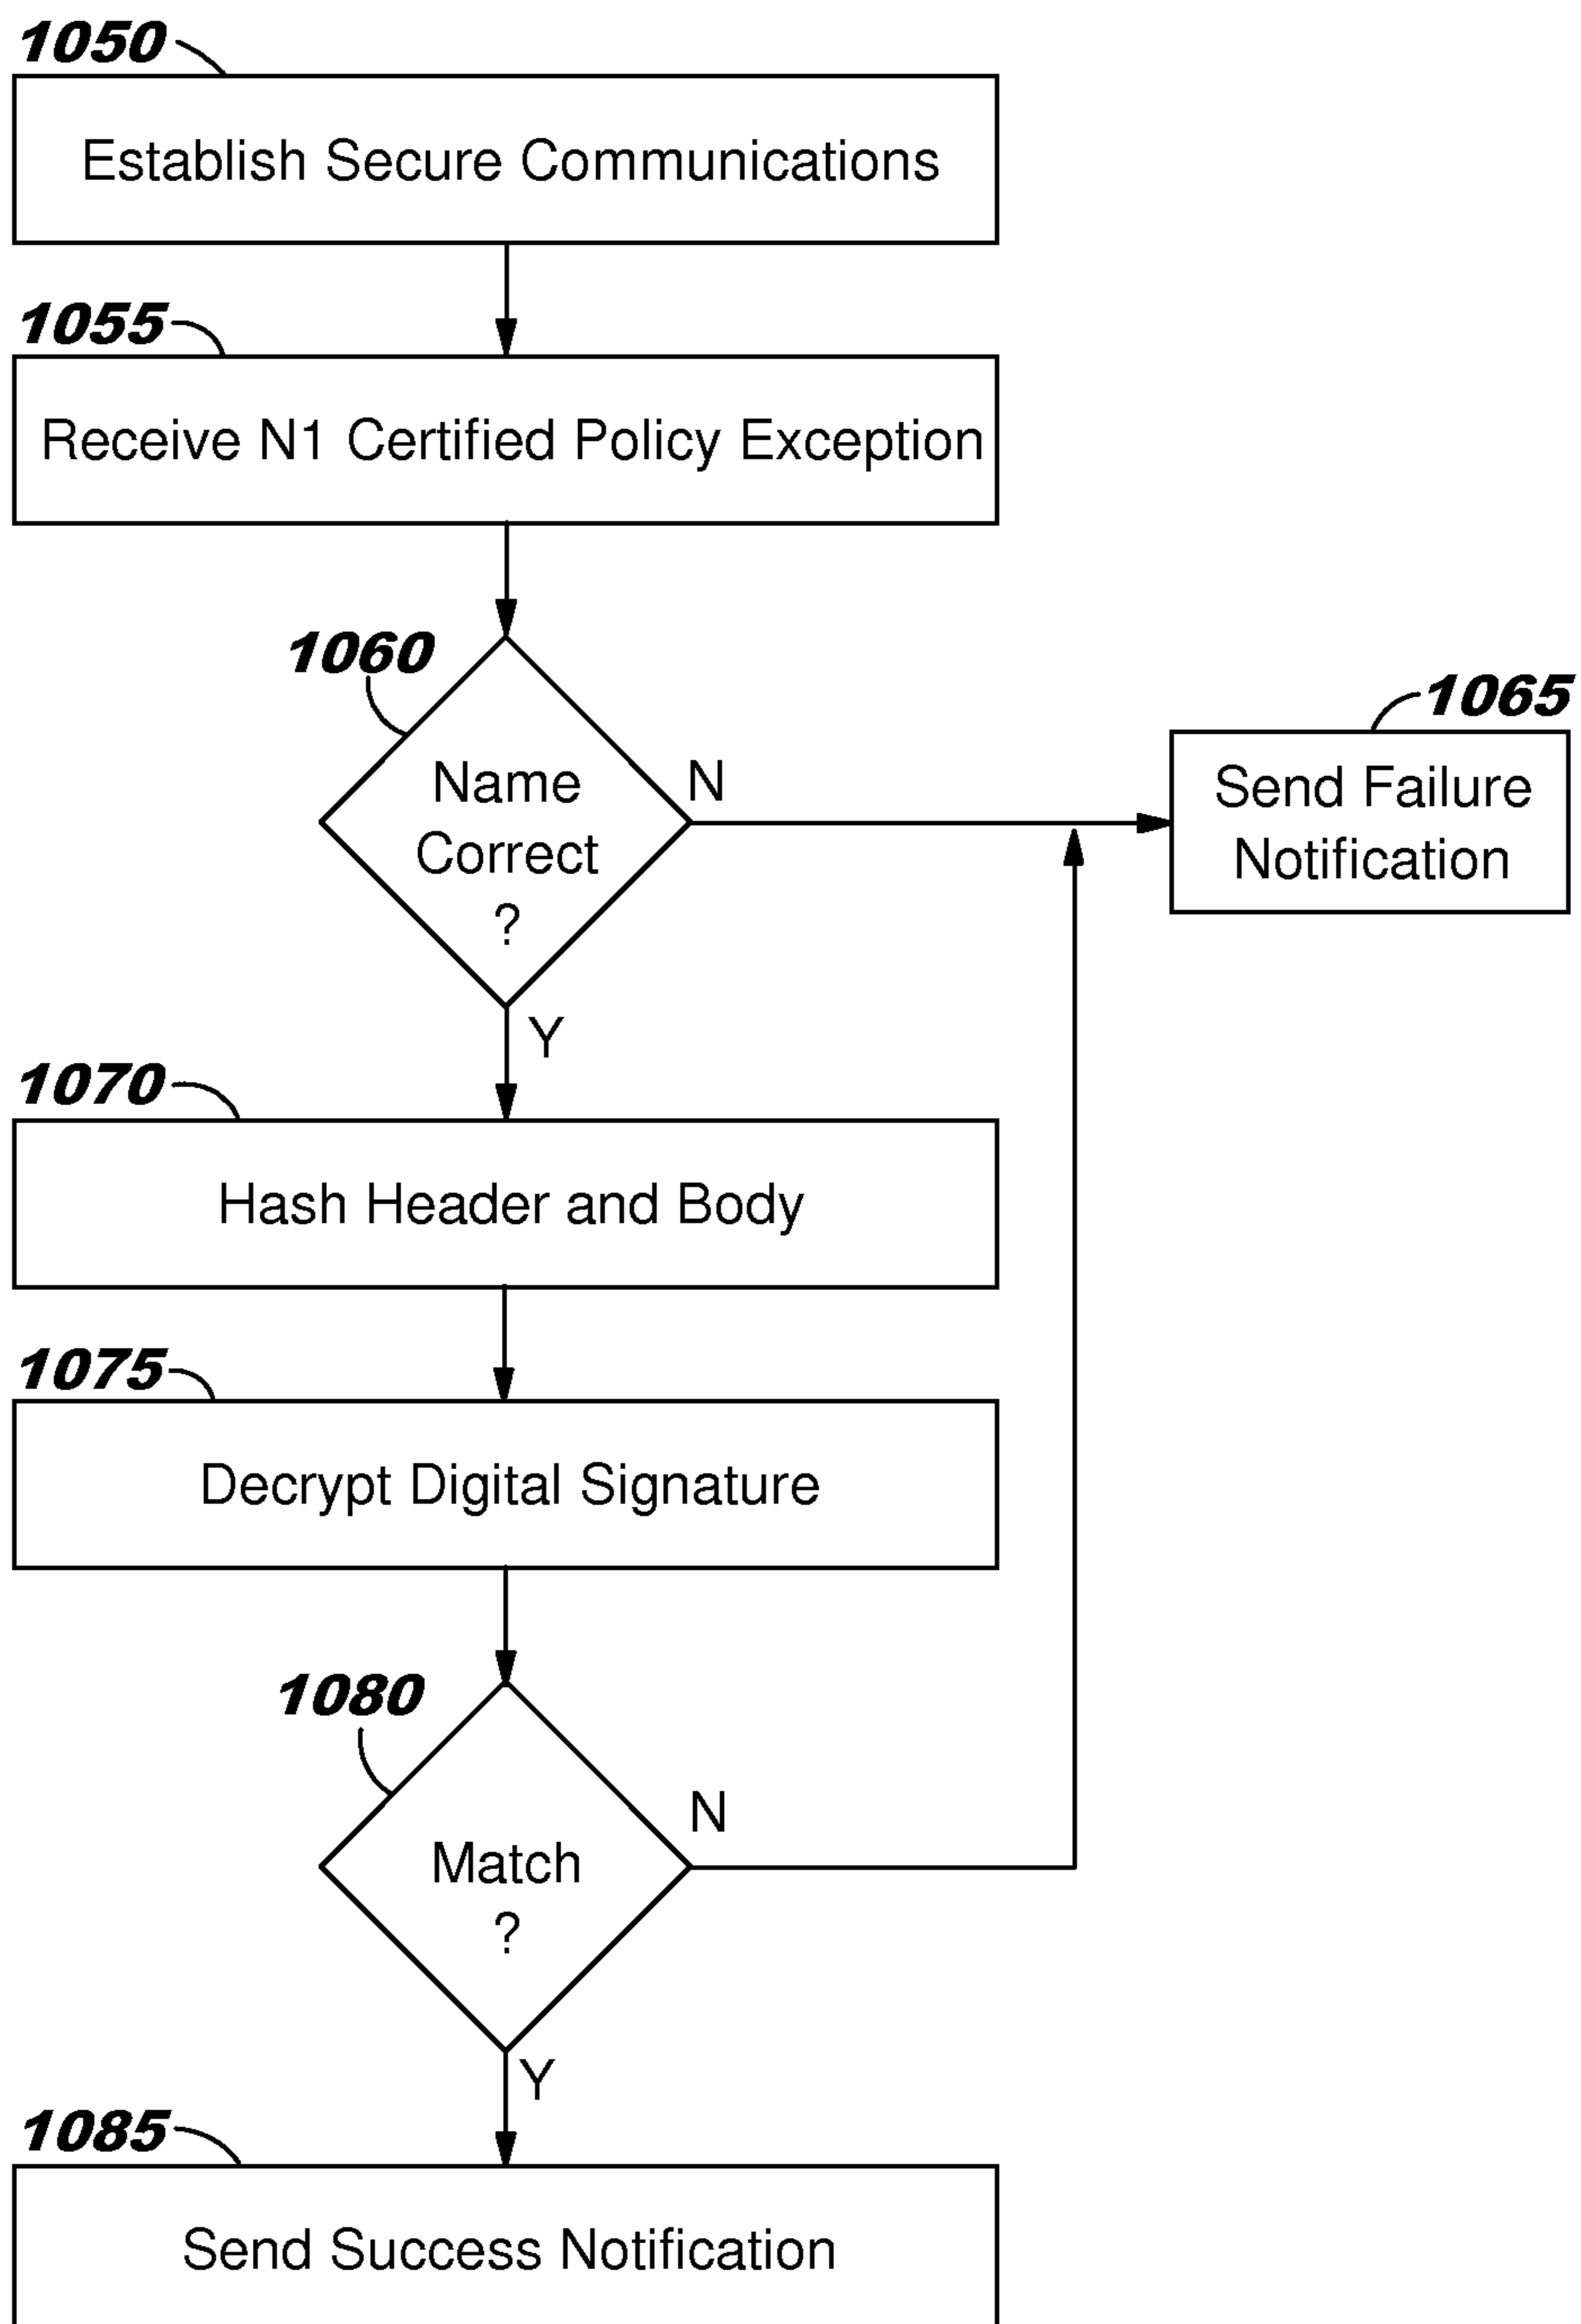 1050
Establish Secure Communications
1055
Receive N1 Certified Policy Exception
1060
Name
Correct
?
N
1065
Send Failure
Notification
Y
1070
Hash Header and Body
1075
Decrypt Digital Signature
1080
Match
?
N
Y
1085
Send Success Notification